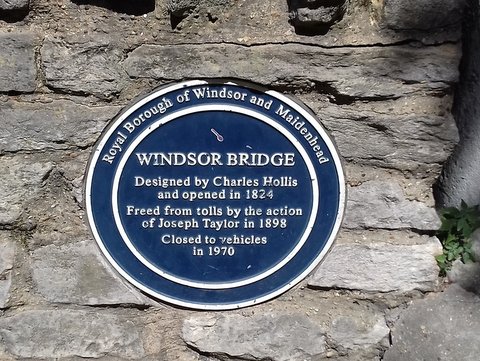 Royal Borough of Windsor and Maidenhead
WINDSOR BRIDGE
Designed by Charles Hollis
and opened in 1824
Freed from tolls by the action
of Joseph Taylor in 1898
Closed to vehicles
in 1970